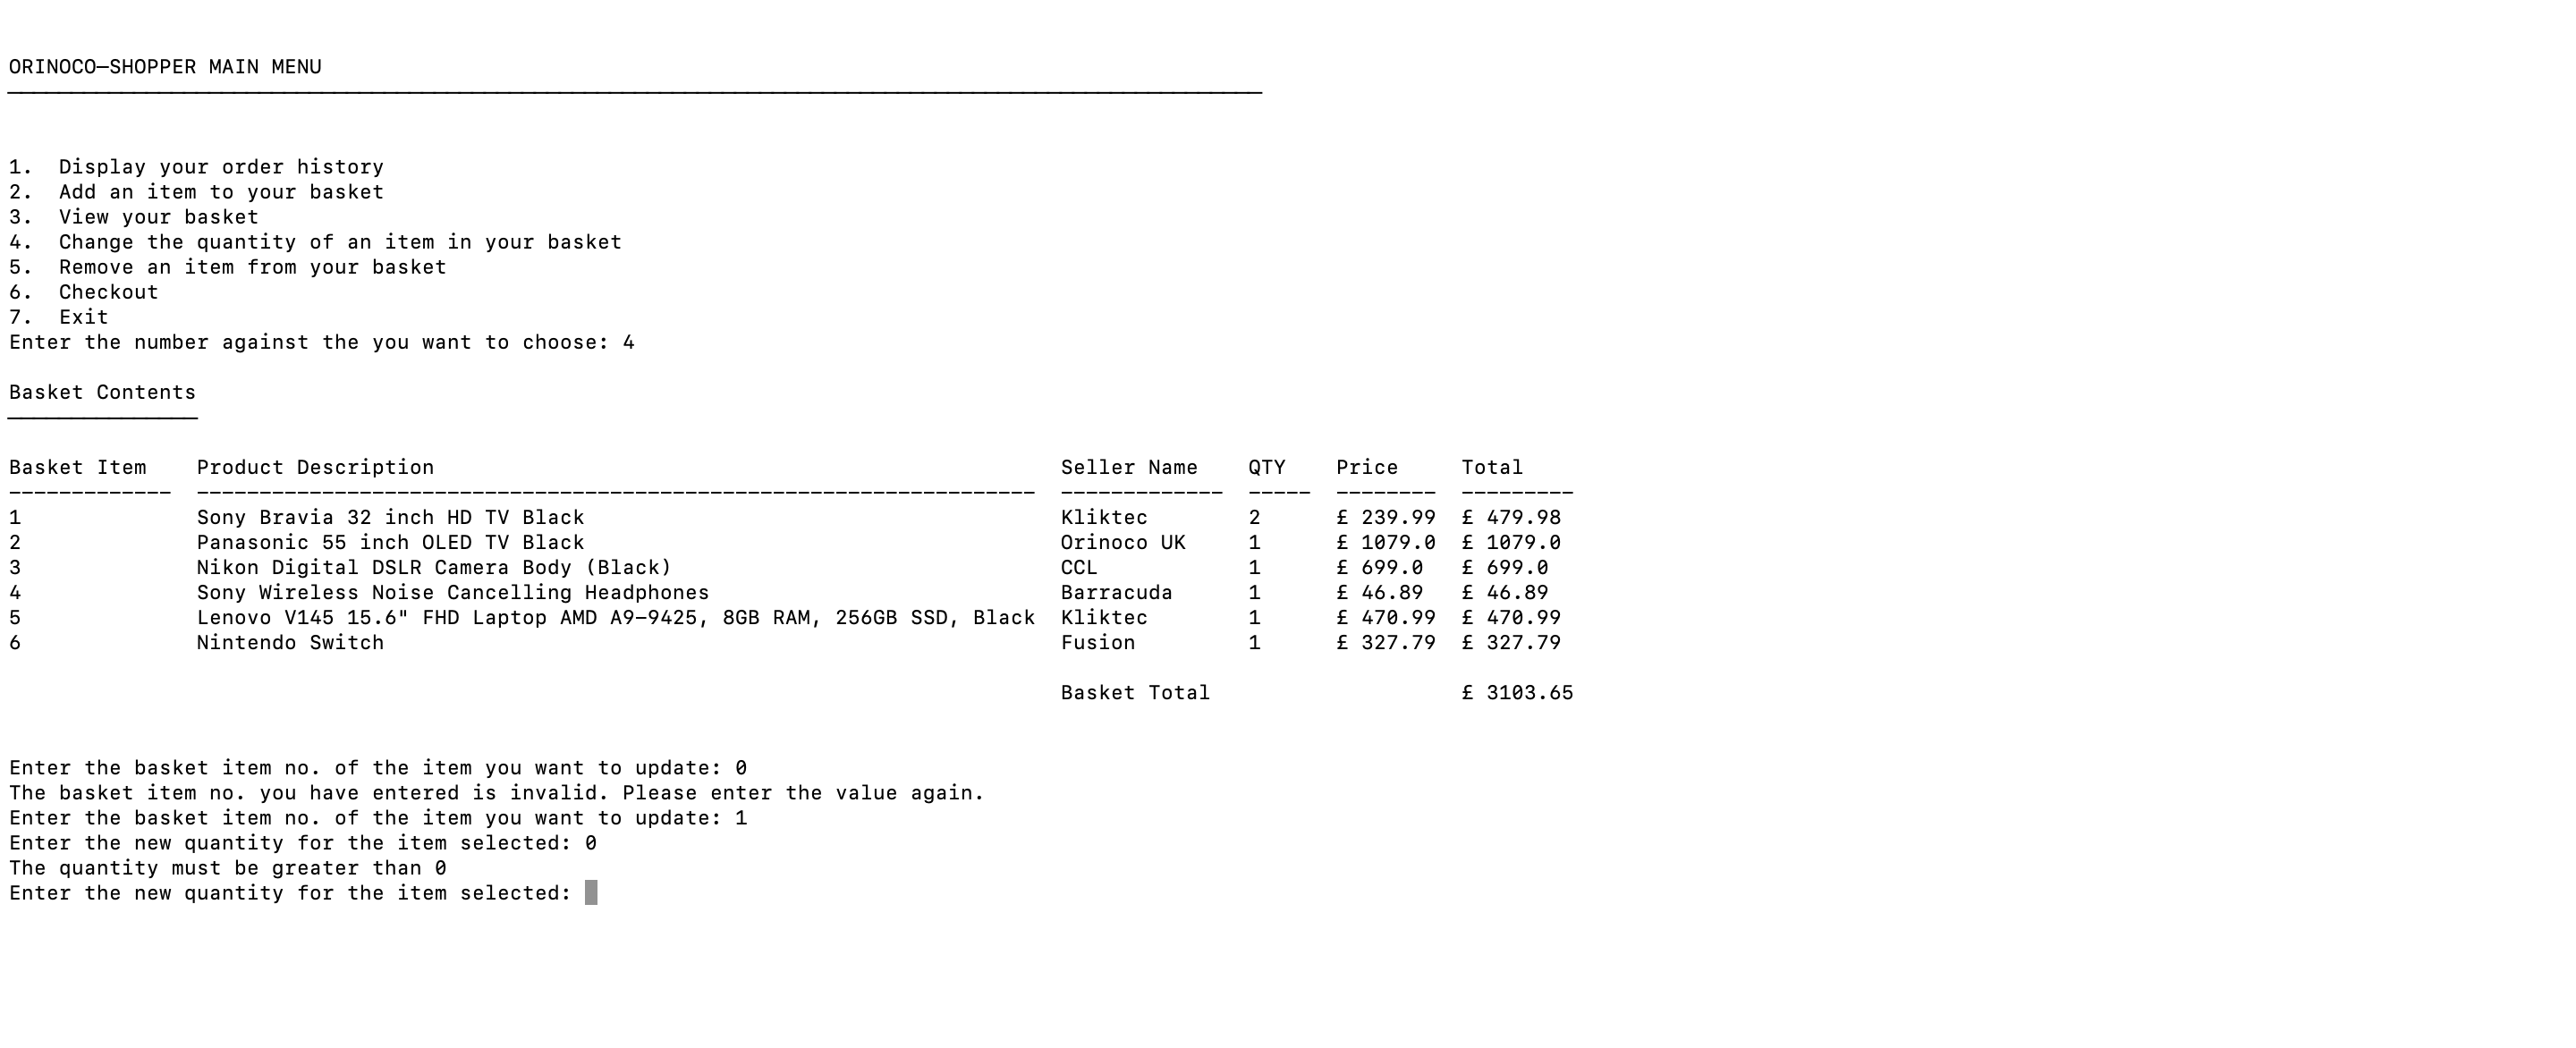 ORINOCO–SHOPPER MAIN MENU
1.  Display your order history
2.  Add an item to your basket
3.  View your basket
4.  Change the quantity of an item in your basket
5.  Remove an item from your basket
6.  Checkout
7.  Exit
Enter the number against the you want to choose: 4
Basket Contents
Basket Item    Product Description    Seller Name    QTY    Price    Total
1    Sony Bravia 32 inch HD TV Black    Kliktec    2    £ 239.99    £ 479.98
2    Panasonic 55 inch OLED TV Black    Orinoco UK    1    £ 1079.0    £ 1079.0
3    Nikon Digital DSLR Camera Body (Black)    CCL    1    £ 699.0    £ 699.0
4    Sony Wireless Noise Cancelling Headphones    Barracuda    1    £ 46.89    £ 46.89
5    Lenovo V145 15.6" FHD Laptop AMD A9–9425, 8GB RAM, 256GB SSD, Black    Kliktec    1    £ 470.99    £ 470.99
6    Nintendo Switch    Fusion    1    £ 327.79    £ 327.79
Basket Total    £ 3103.65
Enter the basket item no. of the item you want to update: 0
The basket item no. you have entered is invalid. Please enter the value again.
Enter the basket item no. of the item you want to update: 1
Enter the new quantity for the item selected: 0
The quantity must be greater than 0
Enter the new quantity for the item selected: